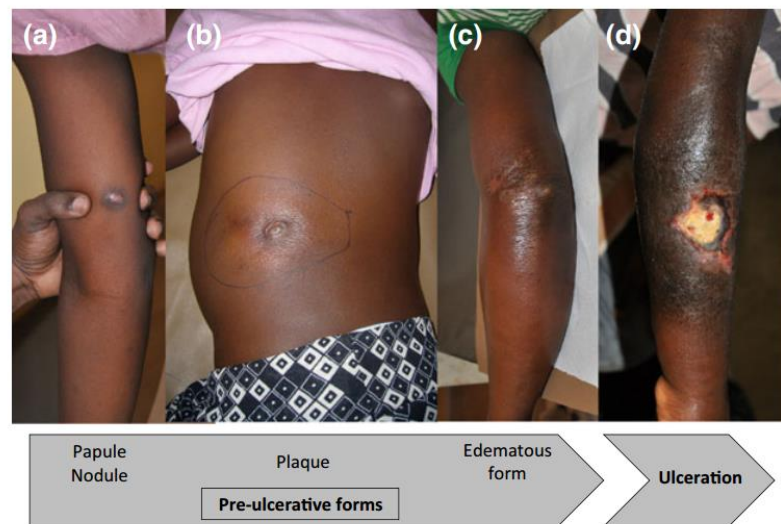 (a)
(b)
(c)
(d)
Papule
Nodule
Plaque
Edematous
form
Ulceration
Pre-ulcerative forms